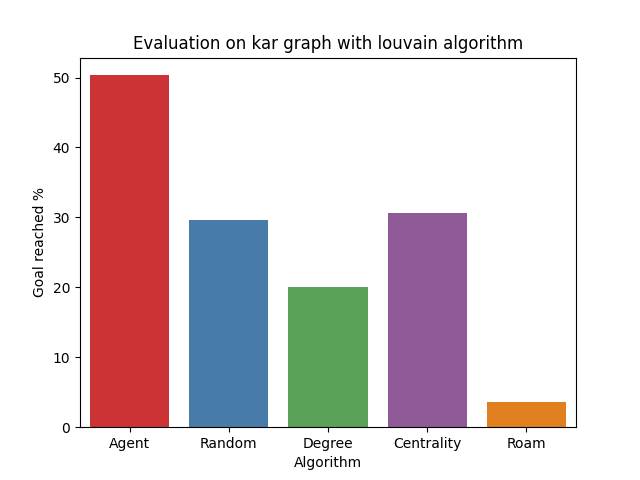 Evaluation on kar graph with louvain algorithm
Goal reached %
50
40
30
20
10
0
Agent Random Degree Centrality Roam
Algorithm